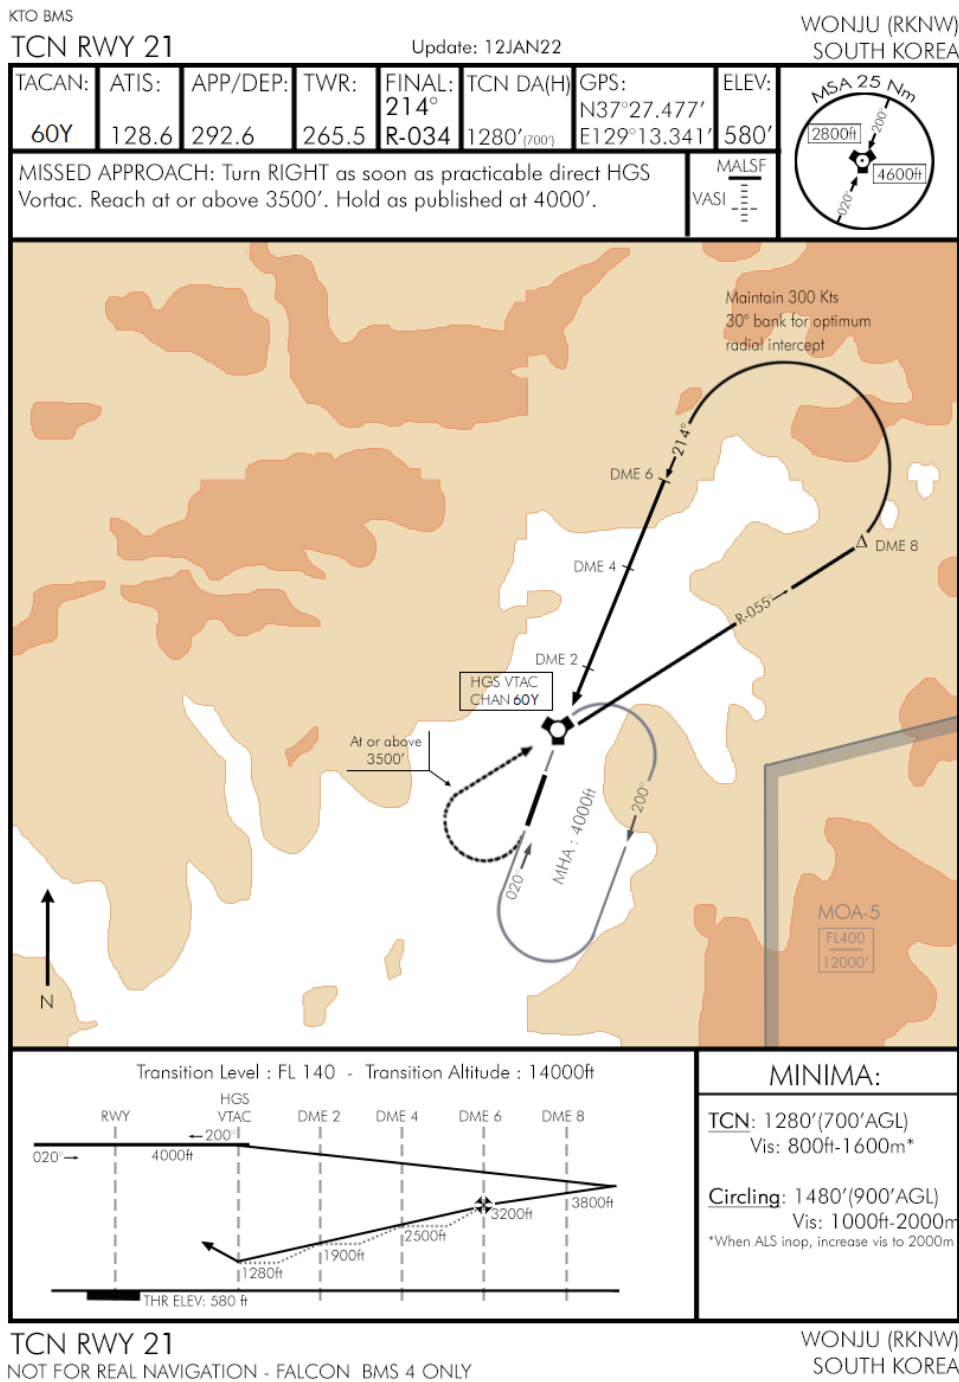 KTO BMS
TCN RWY 21
Update: 12JAN22
WONJU (RKNW)
SOUTH KOREA
TACAN:
60Y
ATIS:
128.6
APP/DEP:
292.6
TWR:
265.5
FINAL:
214°
R-034
TCN DA(H)
1280'(700')
GPS:
N37°27.477'
E129°13.341'
ELEV:
580'
MSA 25 Nm
200°
2800ft
4600ft
020°
MISSED APPROACH: Turn RIGHT as soon as practicable direct HGS
Vortac. Reach at or above 3500'. Hold as published at 4000'.
MALSF
VASI
Maintain 300 Kts
30° bank for optimum
radial intercept
214°
DME 6
DME 8
DME 4
R-055°
DME 2
HGS VTAC
CHAN 60Y
At or above
3500'
200°
MHA : 4000ft
020°
MOA-5
FL400
12000'
N
Transition Level : FL 140 - Transition Altitude : 14000ft
RWY
HGS
VTAC
DME 2
DME 4
DME 6
DME 8
200°
020°
4000ft
3800ft
3200ft
2500ft
1900ft
1280ft
THR ELEV: 580 ft
MINIMA:
TCN: 1280'(700'AGL)
Vis: 800ft-1600m*
Circling: 1480'(900'AGL)
Vis: 1000ft-2000m
*When ALS inop, increase vis to 2000m
TCN RWY 21
NOT FOR REAL NAVIGATION - FALCON BMS 4 ONLY
WONJU (RKNW)
SOUTH KOREA